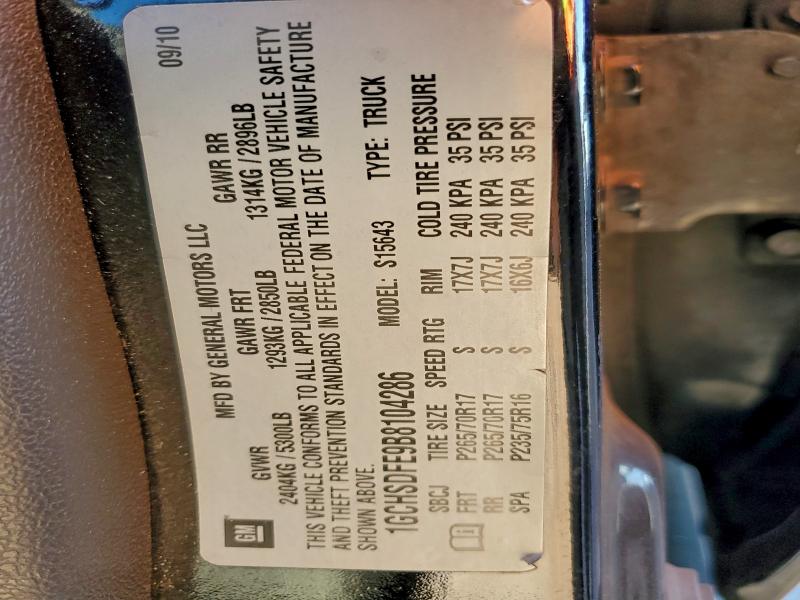 MFD BY GENERAL MOTORS LLC 09/10
GM
GVWR GAWR FRT GAWR RR
2404KG / 5300LB 1293KG / 2850LB 1314KG / 2896LB
THIS VEHICLE CONFORMS TO ALL APPLICABLE FEDERAL MOTOR VEHICLE SAFETY
AND THEFT PREVENTION STANDARDS IN EFFECT ON THE DATE OF MANUFACTURE
SHOWN ABOVE.
1GCHSDFE9B8104286 MODEL: S15643 TYPE: TRUCK
SBCJ TIRE SIZE SPEED RTG RIM COLD TIRE PRESSURE
FRT P265/70R17 S 17X7J 240 KPA 35 PSI
RR P265/70R17 S 17X7J 240 KPA 35 PSI
SPA P235/75R16 S 16X6J 240 KPA 35 PSI